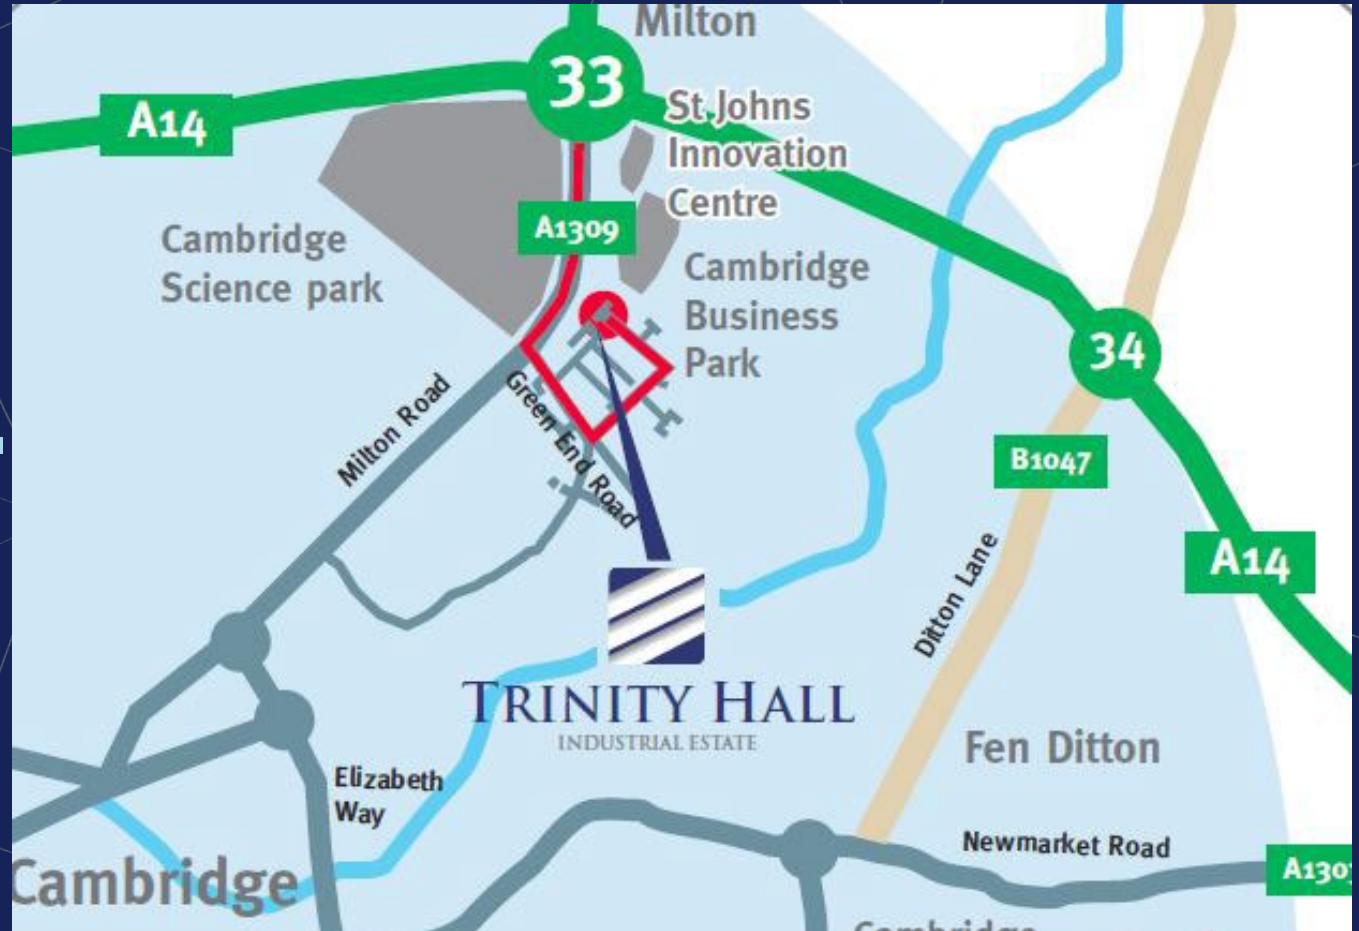 Milton
33
A14
St Johns
Innovation
Centre
A1309
Cambridge
Science park
Cambridge
Business
Park
34
Milton Road
Green End Road
B1047
A14
Ditton Lane
TRINITY HALL
INDUSTRIAL ESTATE
Fen Ditton
Elizabeth
Way
Newmarket Road
Cambridge